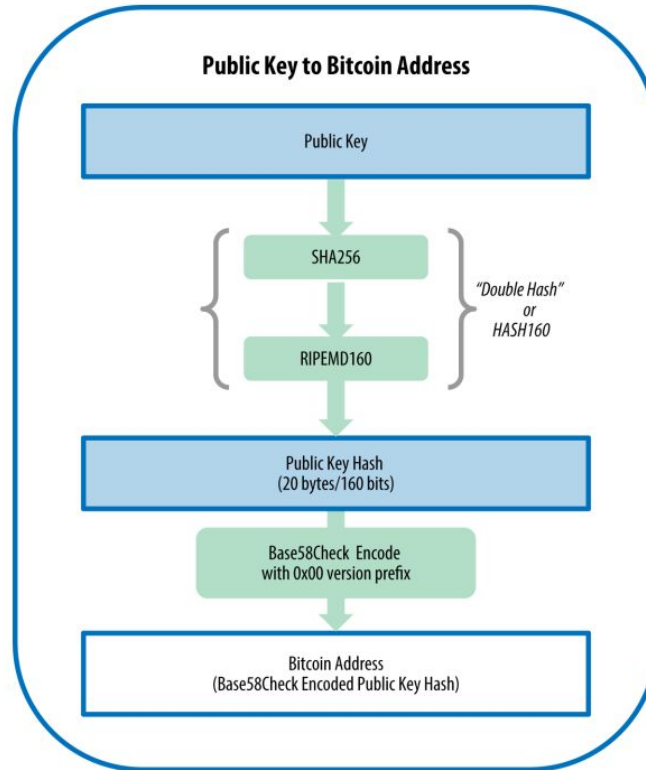 Public Key to Bitcoin Address
Public Key
SHA256
"Double Hash"
or
HASH160
RIPEMD160
Public Key Hash
(20 bytes/160 bits)
Base58Check Encode
with 0x00 version prefix
Bitcoin Address
(Base58Check Encoded Public Key Hash)